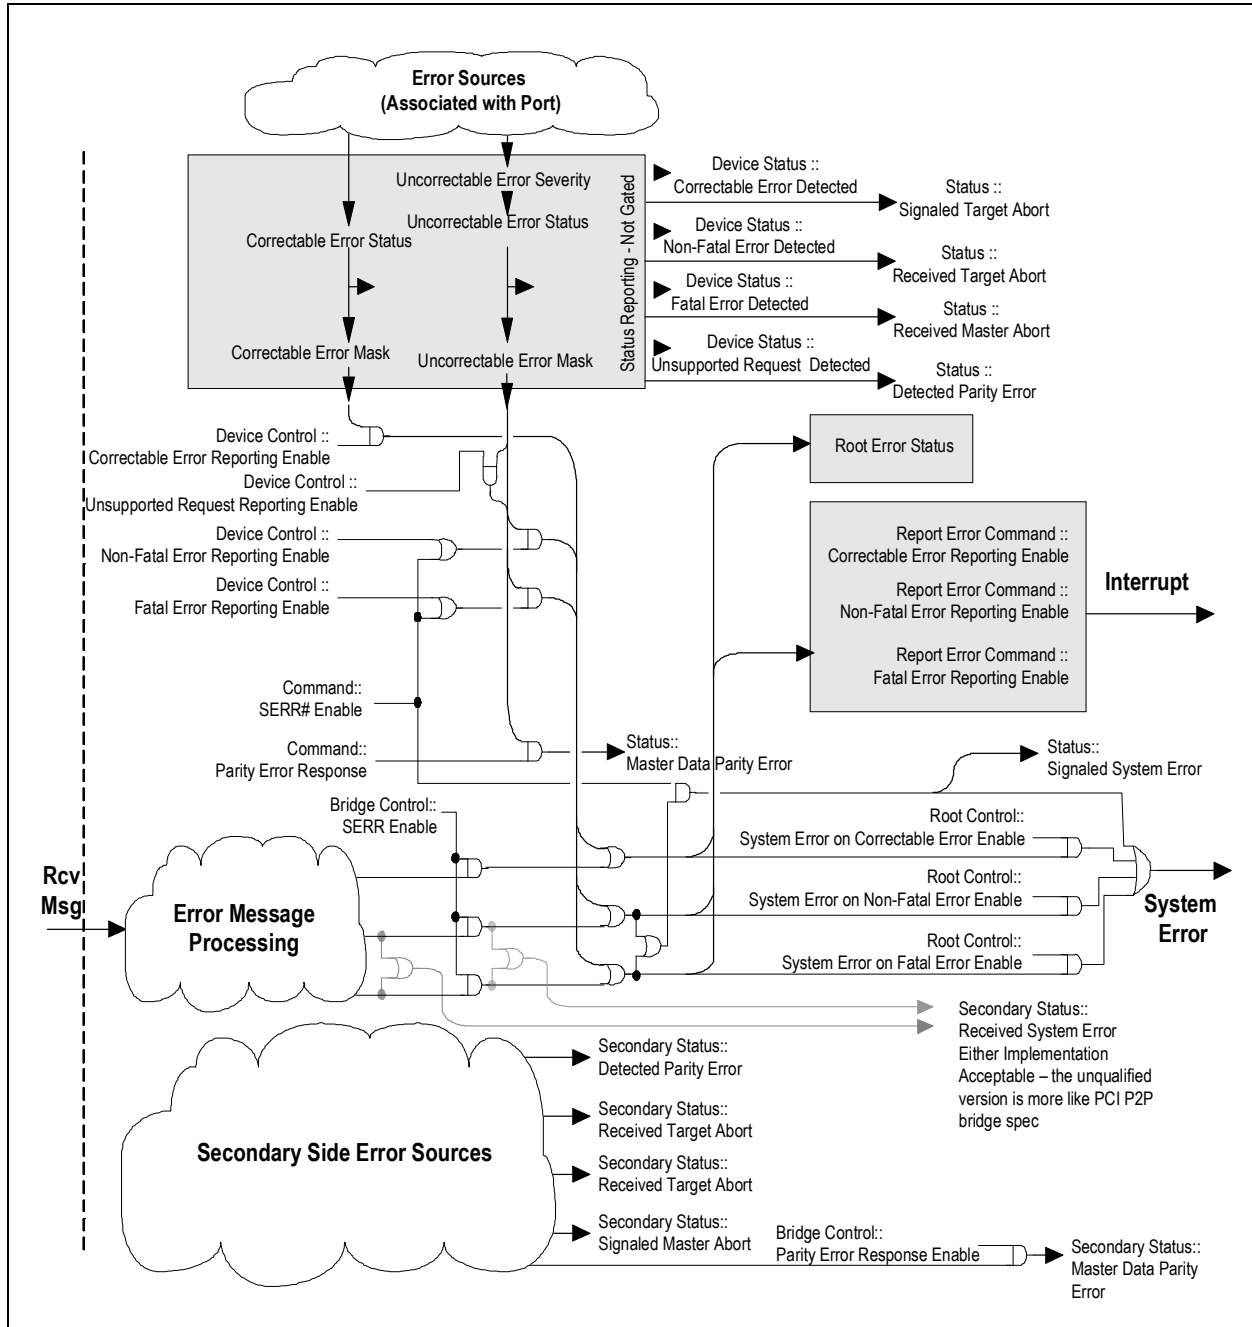 Error Sources
(Associated with Port)
Uncorrectable Error Severity
Uncorrectable Error Status
Correctable Error Status
Correctable Error Mask
Uncorrectable Error Mask
Status Reporting - Not Gated
Device Status ::
Correctable Error Detected
Status ::
Signaled Target Abort
Device Status ::
Non-Fatal Error Detected
Status ::
Received Target Abort
Device Status ::
Fatal Error Detected
Status ::
Received Master Abort
Device Status ::
Unsupported Request Detected
Status ::
Detected Parity Error
Device Control ::
Correctable Error Reporting Enable
Device Control ::
Unsupported Request Reporting Enable
Device Control ::
Non-Fatal Error Reporting Enable
Device Control ::
Fatal Error Reporting Enable
Root Error Status
Report Error Command ::
Correctable Error Reporting Enable
Report Error Command ::
Non-Fatal Error Reporting Enable
Report Error Command ::
Fatal Error Reporting Enable
Interrupt
Command::
SERR# Enable
Command::
Parity Error Response
Status::
Master Data Parity Error
Status::
Signaled System Error
Bridge Control::
SERR Enable
Root Control::
System Error on Correctable Error Enable
Root Control::
System Error on Non-Fatal Error Enable
Root Control::
System Error on Fatal Error Enable
System
Error
Rcv
Msg
Error Message
Processing
Secondary Status::
Received System Error
Either Implementation
Acceptable – the unqualified
version is more like PCI P2P
bridge spec
Secondary Side Error Sources
Secondary Status::
Detected Parity Error
Secondary Status::
Received Target Abort
Secondary Status::
Received Target Abort
Secondary Status::
Signaled Master Abort
Bridge Control::
Parity Error Response Enable
Secondary Status::
Master Data Parity
Error